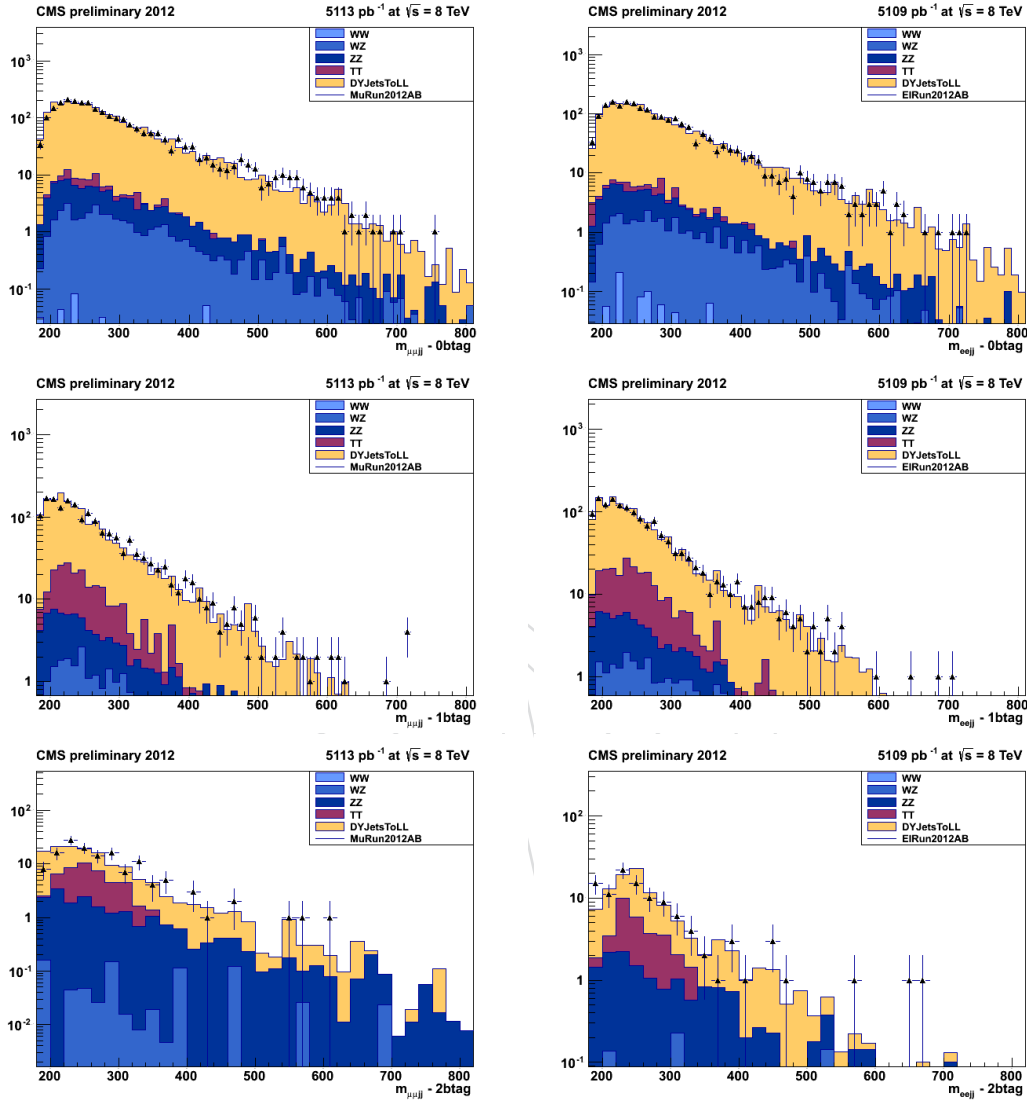 CMS preliminary 2012 5113 pb⁻¹ at √s = 8 TeV
WW
WZ
ZZ
TT
DYJetsToLL
MuRun2012AB
10³
10²
10
1
10⁻¹
200 300 400 500 600 700 800
m_μμjj - 0btag
CMS preliminary 2012 5109 pb⁻¹ at √s = 8 TeV
WW
WZ
ZZ
TT
DYJetsToLL
ElRun2012AB
10³
10²
10
1
10⁻¹
200 300 400 500 600 700 800
m_eejj - 0btag
CMS preliminary 2012 5113 pb⁻¹ at √s = 8 TeV
WW
WZ
ZZ
TT
DYJetsToLL
MuRun2012AB
10³
10²
10
1
200 300 400 500 600 700 800
m_μμjj - 1btag
CMS preliminary 2012 5109 pb⁻¹ at √s = 8 TeV
WW
WZ
ZZ
TT
DYJetsToLL
ElRun2012AB
10³
10²
10
1
200 300 400 500 600 700 800
m_eejj - 1btag
CMS preliminary 2012 5113 pb⁻¹ at √s = 8 TeV
WW
WZ
ZZ
TT
DYJetsToLL
MuRun2012AB
10²
10
1
10⁻¹
10⁻²
200 300 400 500 600 700 800
m_μμjj - 2btag
CMS preliminary 2012 5109 pb⁻¹ at √s = 8 TeV
WW
WZ
ZZ
TT
DYJetsToLL
ElRun2012AB
10²
10
1
10⁻¹
200 300 400 500 600 700 800
m_eejj - 2btag